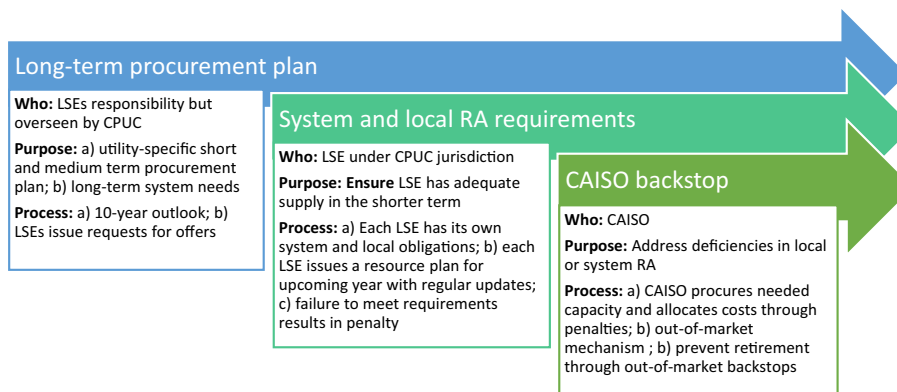 Long-term procurement plan
Who: LSEs responsibility but
overseen by CPUC
Purpose: a) utility-specific short
and medium term procurement
plan; b) long-term system needs
Process: a) 10-year outlook; b)
LSEs issue requests for offers
System and local RA requirements
Who: LSE under CPUC jurisdiction
Purpose: Ensure LSE has adequate
supply in the shorter term
Process: a) Each LSE has its own
system and local obligations; b) each
LSE issues a resource plan for
upcoming year with regular updates;
c) failure to meet requirements
results in penalty
CAISO backstop
Who: CAISO
Purpose: Address deficiencies in local
or system RA
Process: a) CAISO procures needed
capacity and allocates costs through
penalties; b) out-of-market
mechanism ; b) prevent retirement
through out-of-market backstops